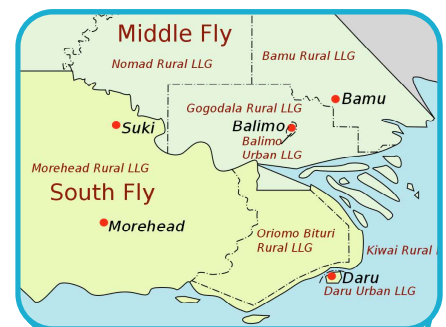 Middle Fly
Bamu Rural LLG
Nomad Rural LLG
Bamu
Gogodala Rural LLG
Suki
Balimo
Balimo
Urban LLG
Morehead Rural LLG
South Fly
Morehead
Oriomo Bituri
Rural LLG
Kiwai Rural
Daru
Daru Urban LLG